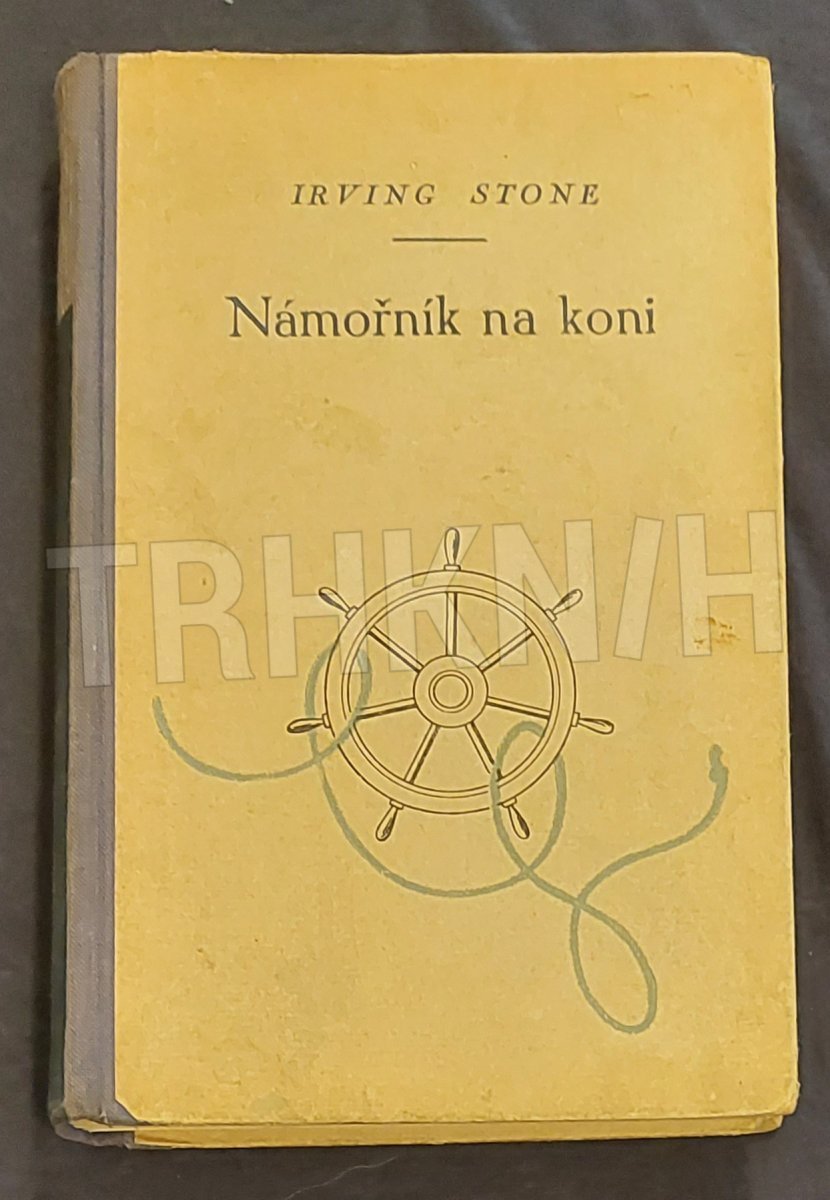 IRVING STONE
Námořník na koni
TRHKNIH